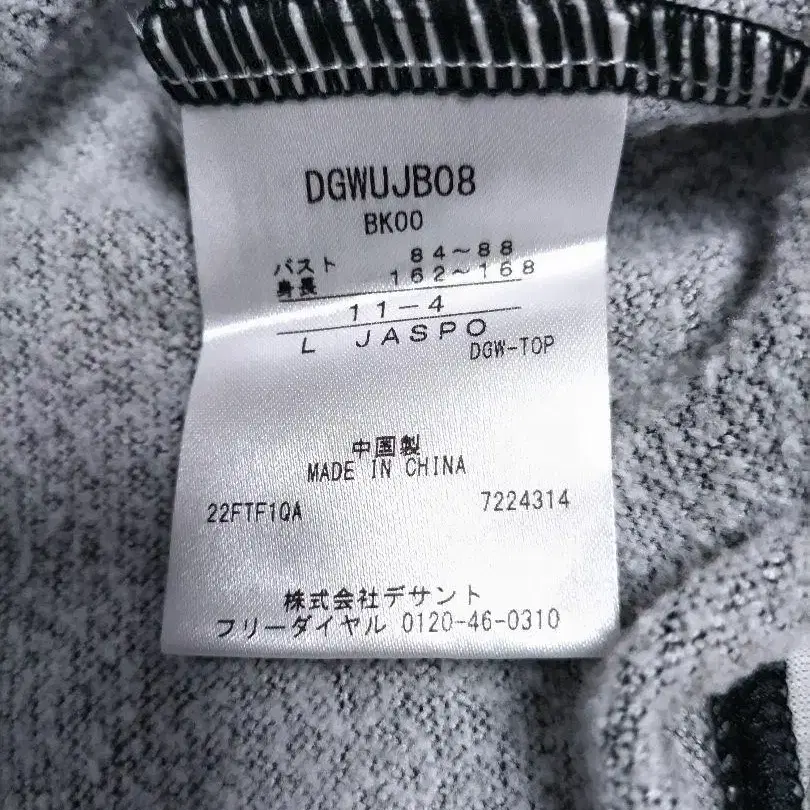 DGWUJB08
BK00
バスト 84～88
身長 162～168
11－4
L JASPO
DGW-TOP
中国製
MADE IN CHINA
22FTF1QA 7224314
株式会社デサント
フリーダイヤル 0120-46-0310